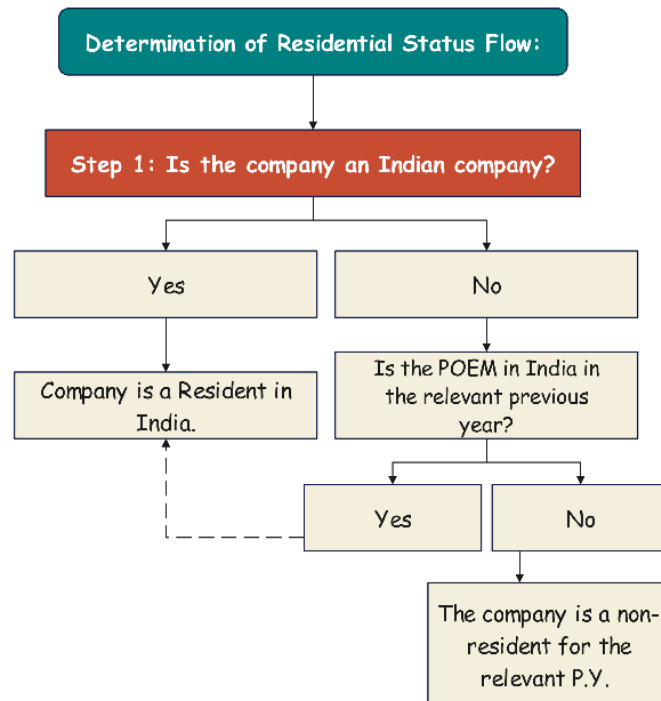 Determination of Residential Status Flow:
Step 1: Is the company an Indian company?
Yes
No
Company is a Resident in
India.
Is the POEM in India in
the relevant previous
year?
Yes
No
The company is a non-
resident for the
relevant P.Y.